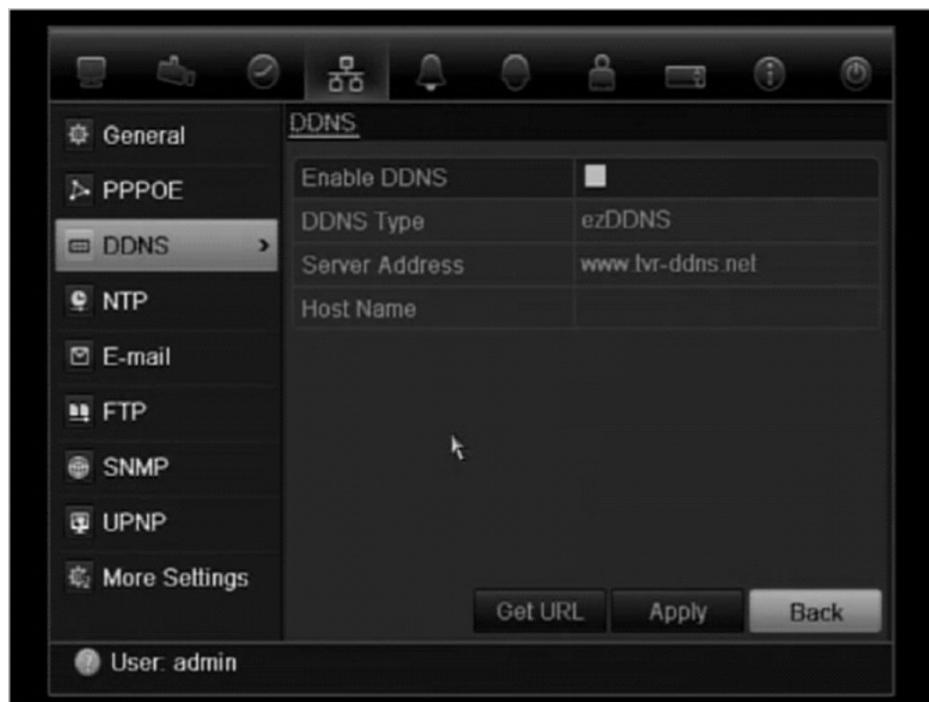 DDNS
General
PPPOE
DDNS
NTP
E-mail
FTP
SNMP
UPNP
More Settings
Enable DDNS
DDNS Type ezDDNS
Server Address www.tvr-ddns.net
Host Name
Get URL Apply Back
User: admin